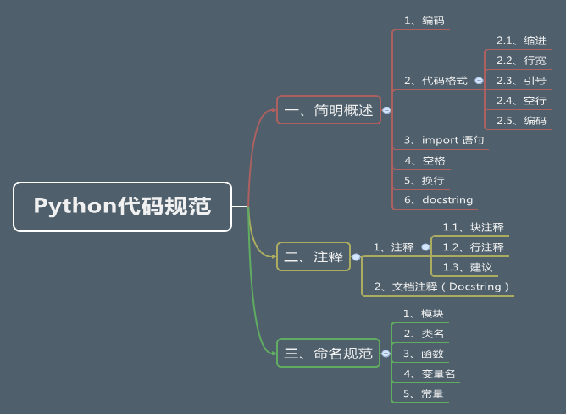 Python代码规范
一、简明概述
1、编码
2、代码格式
2.1、缩进
2.2、行宽
2.3、引号
2.4、空行
2.5、编码
3、import 语句
4、空格
5、换行
6、docstring
二、注释
1、注释
1.1、块注释
1.2、行注释
1.3、建议
2、文档注释（Docstring）
三、命名规范
1、模块
2、类名
3、函数
4、变量名
5、常量